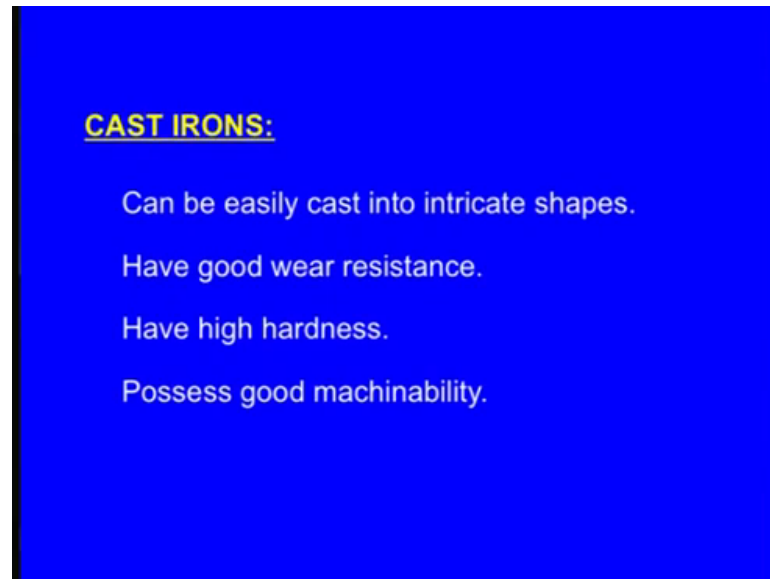 CAST IRONS:
Can be easily cast into intricate shapes.
Have good wear resistance.
Have high hardness.
Possess good machinability.